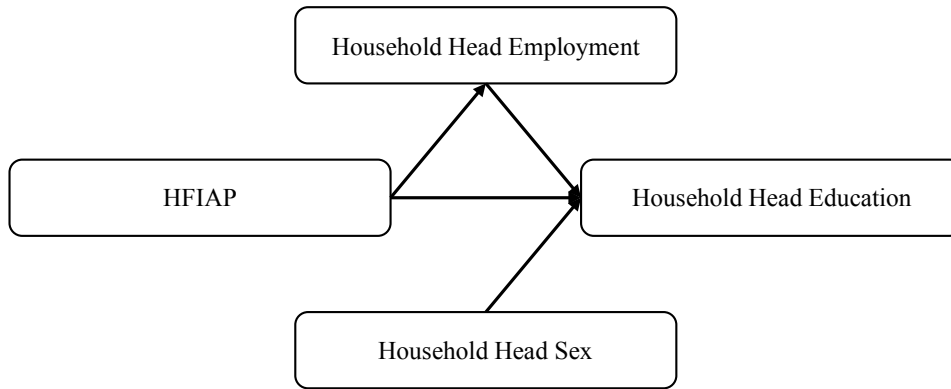 Household Head Employment
HFIAP
Household Head Education
Household Head Sex